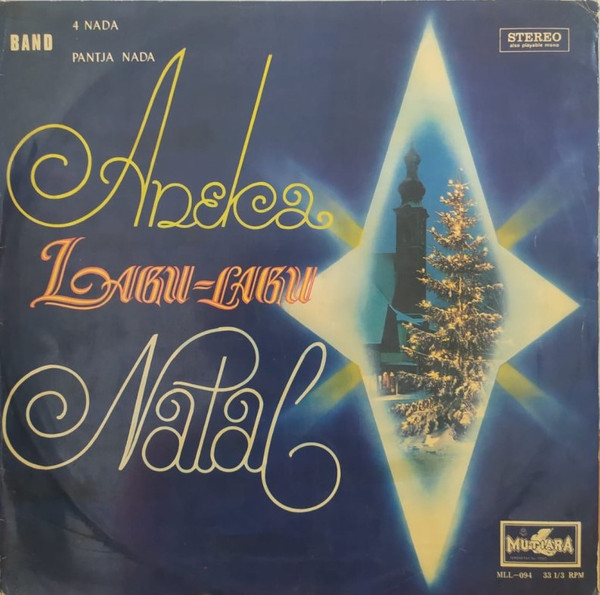 4 NADA
BAND
PANTJA NADA
STEREO
also playable mono
Aneka
LAGU-LAGU
Natal
MUTIARA
MLL-094 33 1/3 RPM